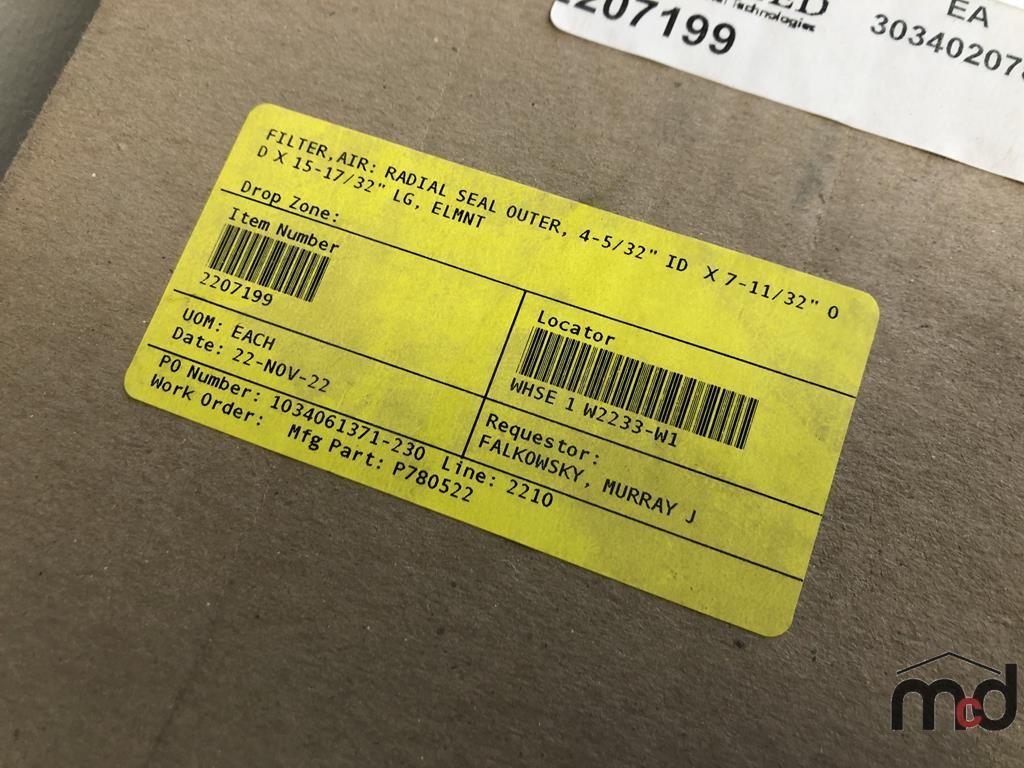 EA
Technologies
2207199
FILTER,AIR: RADIAL SEAL OUTER, 4-5/32" ID X 7-11/32" O
D X 15-17/32" LG, ELMNT
Drop Zone:
Item Number
2207199
Locator
WHSE 1 W2233-W1
UOM: EACH
Date: 22-NOV-22
Requestor:
FALKOWSKY, MURRAY J
PO Number: 1034061371-230 Line: 2210
Work Order: Mfg Part: P780522
mcd